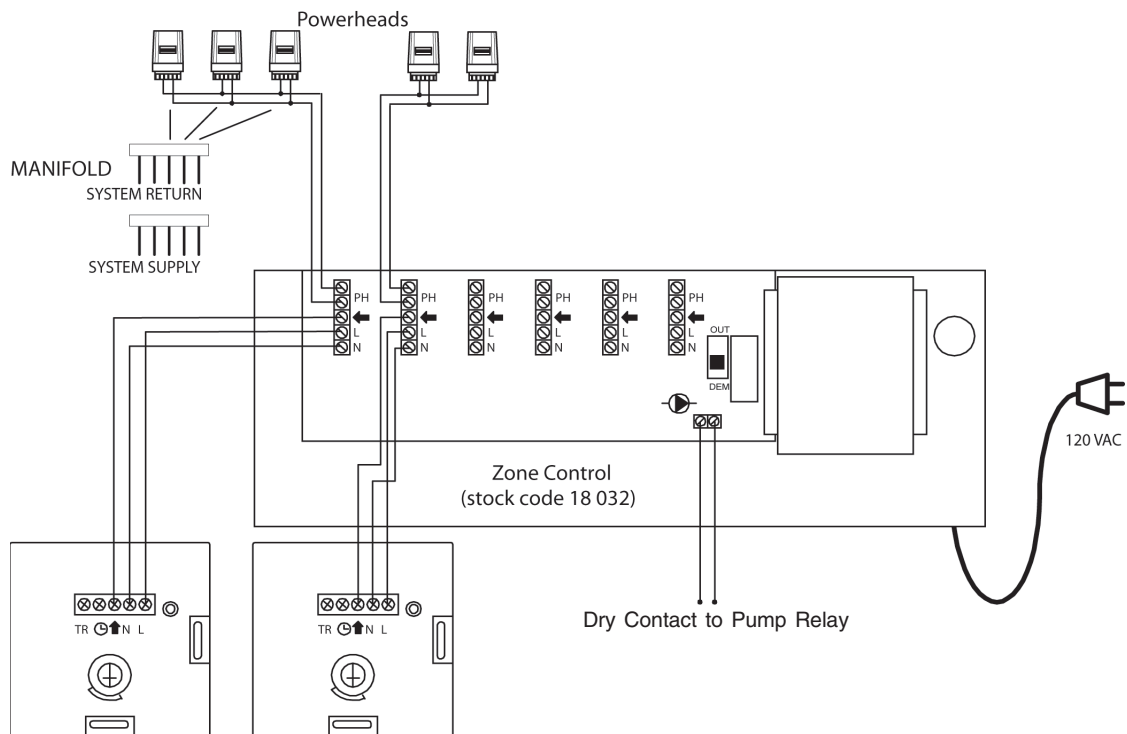 Powerheads
MANIFOLD
SYSTEM RETURN
SYSTEM SUPPLY
PH PH PH PH PH PH
L L L L L L
N N N N N N
OUT
DEM
120 VAC
Zone Control
(stock code 18 032)
Dry Contact to Pump Relay
TR N L
TR N L